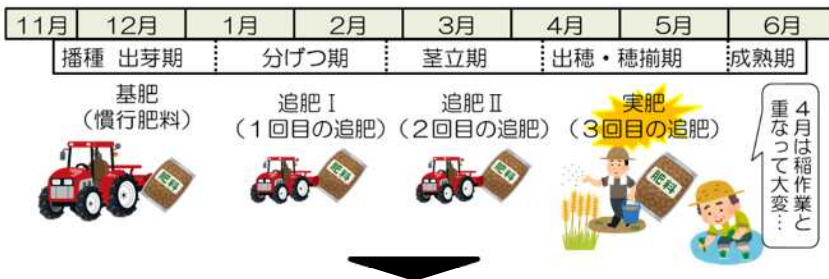 11月 12月 1月 2月 3月 4月 5月 6月
播種 出芽期 分げつ期 茎立期 出穂・穂揃期 成熟期
基肥
（慣行肥料）
追肥Ⅰ
（1回目の追肥）
追肥Ⅱ
（2回目の追肥）
実肥
（3回目の追肥）
肥料
肥料
肥料
肥料
4月は稲作業と
重なって大変…